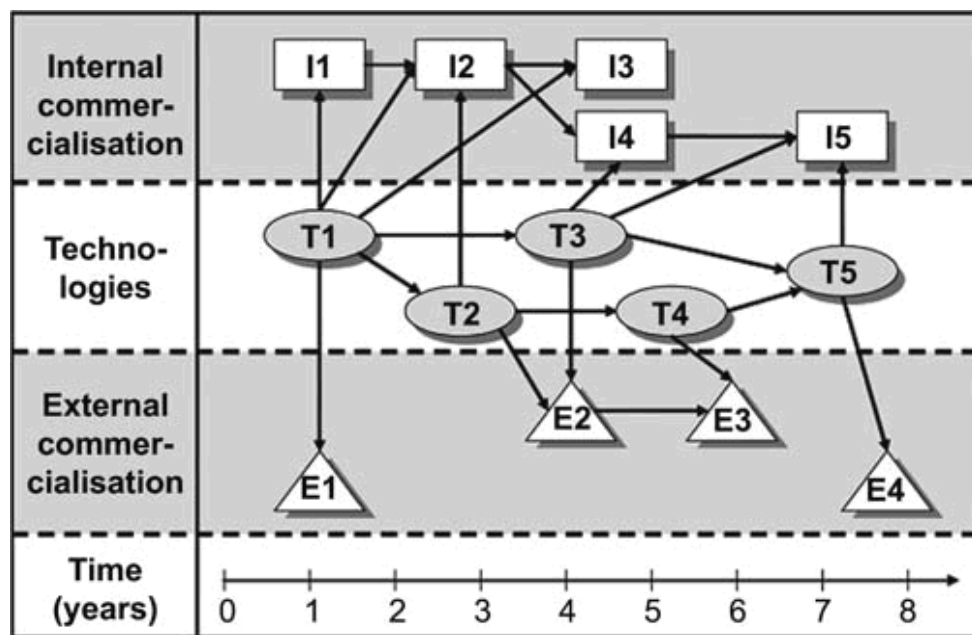 Internal
commer-
cialisation
I1 I2 I3
I4 I5
Techno-
logies
T1 T3
T5
T2 T4
External
commer-
cialisation
E2 E3
E1 E4
Time
(years)
0 1 2 3 4 5 6 7 8